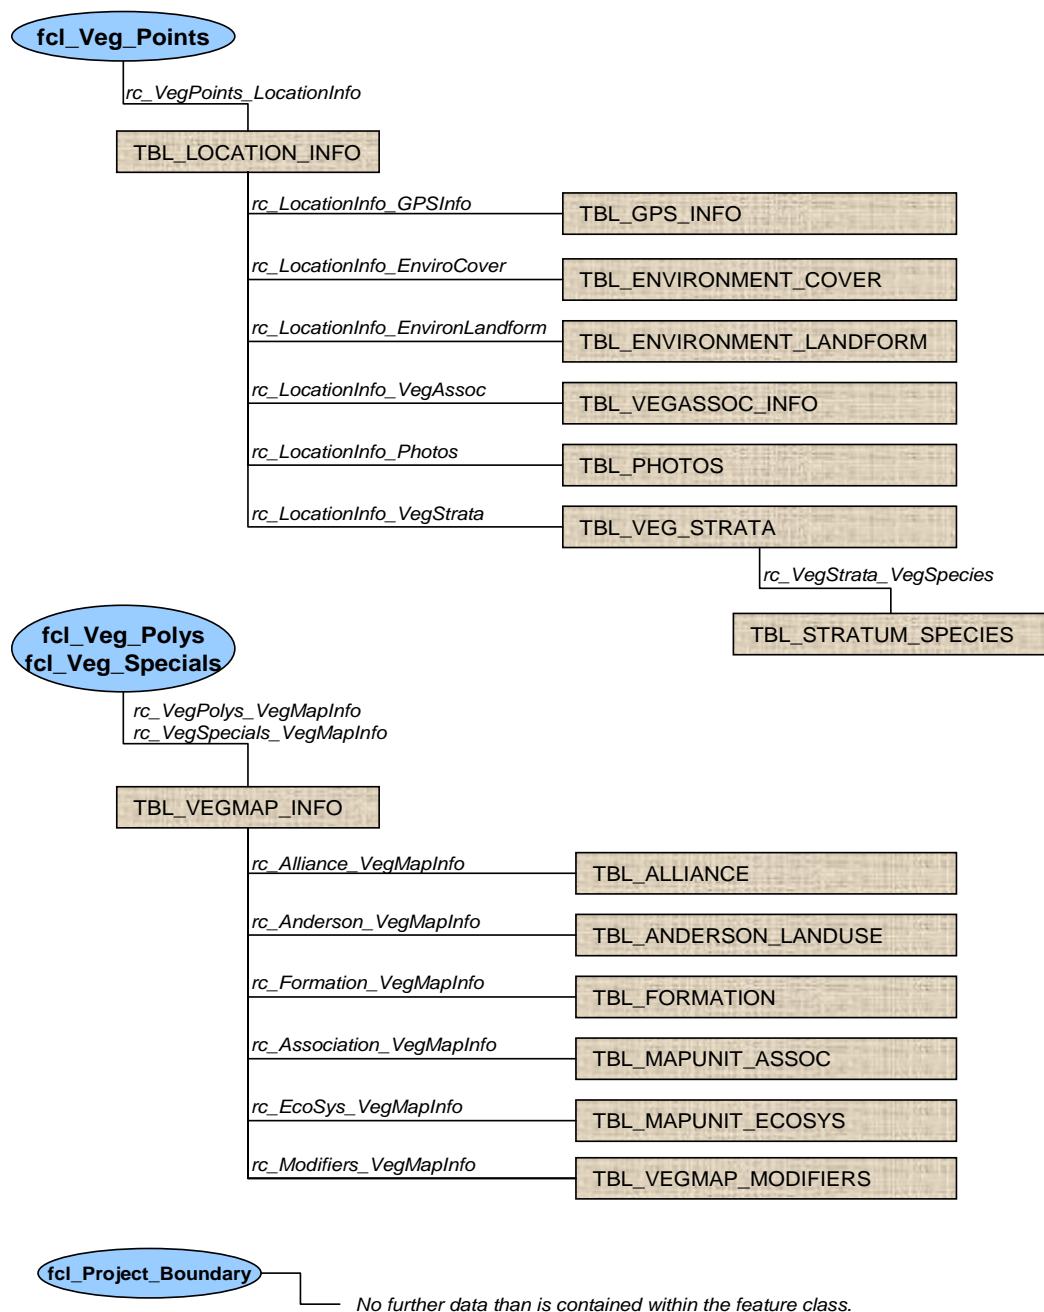 fcl_Veg_Points
rc_VegPoints_LocationInfo
TBL_LOCATION_INFO
rc_LocationInfo_GPSInfo
TBL_GPS_INFO
rc_LocationInfo_EnviroCover
TBL_ENVIRONMENT_COVER
rc_LocationInfo_EnvironLandform
TBL_ENVIRONMENT_LANDFORM
rc_LocationInfo_VegAssoc
TBL_VEGASSOC_INFO
rc_LocationInfo_Photos
TBL_PHOTOS
rc_LocationInfo_VegStrata
TBL_VEG_STRATA
rc_VegStrata_VegSpecies
TBL_STRATUM_SPECIES
fcl_Veg_Polys
fcl_Veg_Specials
rc_VegPolys_VegMapInfo
rc_VegSpecials_VegMapInfo
TBL_VEGMAP_INFO
rc_Alliance_VegMapInfo
TBL_ALLIANCE
rc_Anderson_VegMapInfo
TBL_ANDERSON_LANDUSE
rc_Formation_VegMapInfo
TBL_FORMATION
rc_Association_VegMapInfo
TBL_MAPUNIT_ASSOC
rc_EcoSys_VegMapInfo
TBL_MAPUNIT_ECOSYS
rc_Modifiers_VegMapInfo
TBL_VEGMAP_MODIFIERS
fcl_Project_Boundary
No further data than is contained within the feature class.